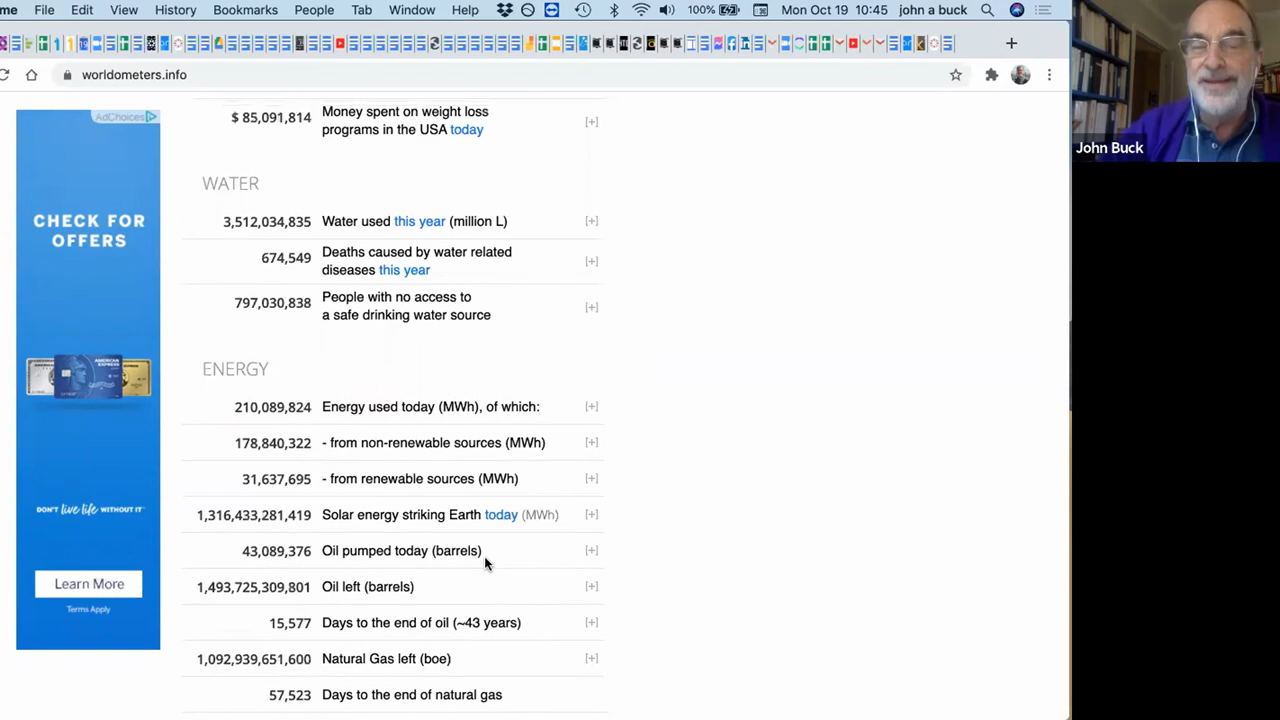 me File Edit View History Bookmarks People Tab Window Help 100% Mon Oct 19 10:45 john a buck
worldometers.info
AdChoices
CHECK FOR
OFFERS
DON'T live life WITHOUT IT
Learn More
Terms Apply
$ 85,091,814 Money spent on weight loss
programs in the USA today [+]
WATER
3,512,034,835 Water used this year (million L) [+]
674,549 Deaths caused by water related
diseases this year [+]
797,030,838 People with no access to
a safe drinking water source [+]
ENERGY
210,089,824 Energy used today (MWh), of which: [+]
178,840,322 - from non-renewable sources (MWh) [+]
31,637,695 - from renewable sources (MWh) [+]
1,316,433,281,419 Solar energy striking Earth today (MWh) [+]
43,089,376 Oil pumped today (barrels) [+]
1,493,725,309,801 Oil left (barrels) [+]
15,577 Days to the end of oil (~43 years) [+]
1,092,939,651,600 Natural Gas left (boe) [+]
57,523 Days to the end of natural gas [+]
John Buck